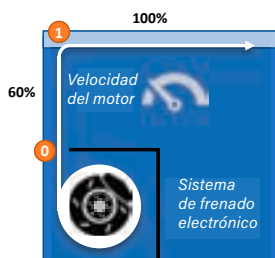 100%
1
60%
Velocidad
del motor
0
Sistema
de frenado
electrónico